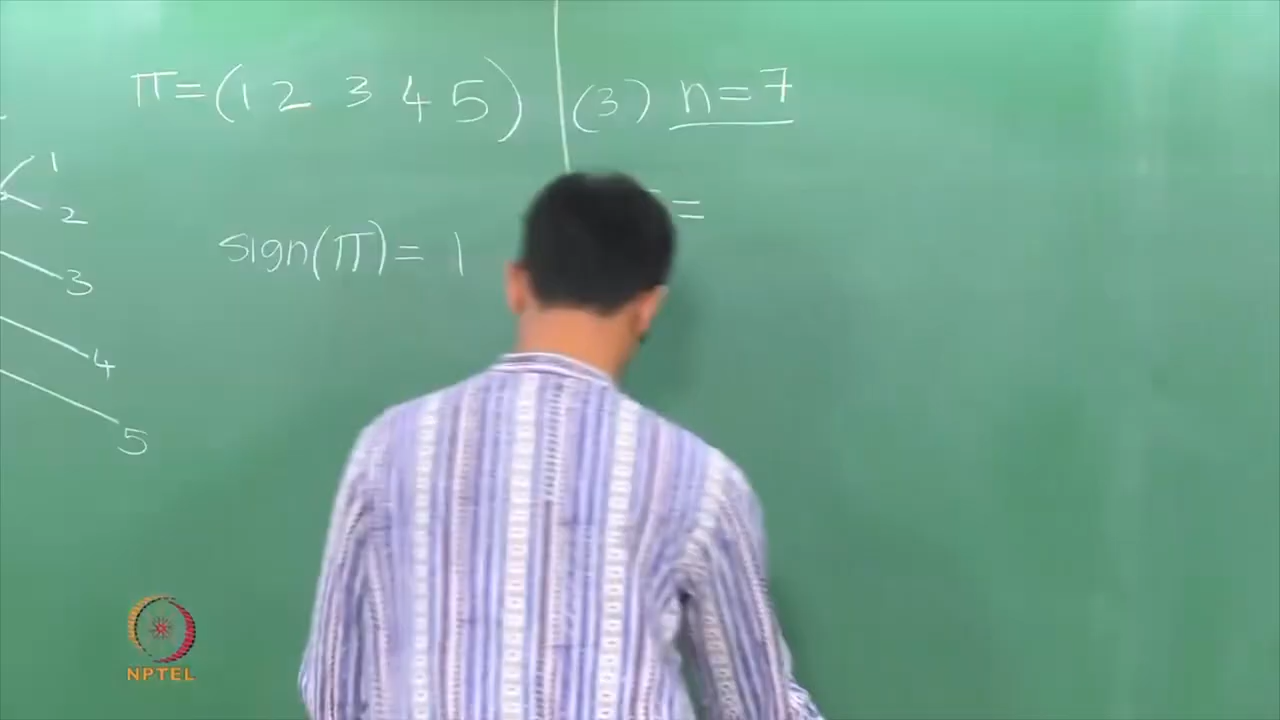 π=(1 2 3 4 5)
1
2
3
4
5
sign(π)= 1
(3) n=7
=
NPTEL